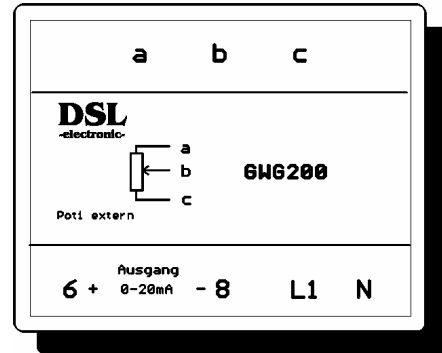 a b c
DSL
-electronic-
a
b GWG200
c
Poti extern
Ausgang
6 + 0-20mA - 8 L1 N